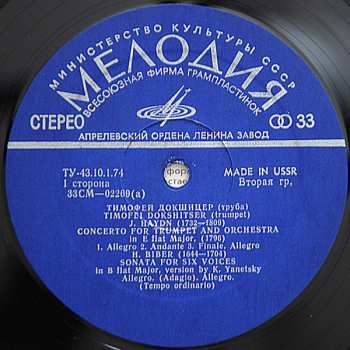 МИНИСТЕРСТВО КУЛЬТУРЫ СССР
МЕЛОДИЯ
ВСЕСОЮЗНАЯ ФИРМА ГРАМПЛАСТИНОК
СТЕРЕО 33
АПРЕЛЕВСКИЙ ОРДЕНА ЛЕНИНА ЗАВОД
ТУ-43.10.1.74 MADE IN USSR
I сторона Вторая гр.
33СМ—02209(а)
ТИМОФЕЙ ДОКШИЦЕР (труба)
TIMOFEI DOKSHITSER (trumpet)
J. HAYDN (1732—1809)
CONCERTO FOR TRUMPET AND ORCHESTRA
in E flat Major, (1796)
1. Allegro 2. Andante 3. Finale. Allegro
H. BIBER (1644—1704)
SONATA FOR SIX VOICES
in B flat Major, version by K. Yanetsky
Allegro. (Adagio). Allegro.
(Tempo ordinario)